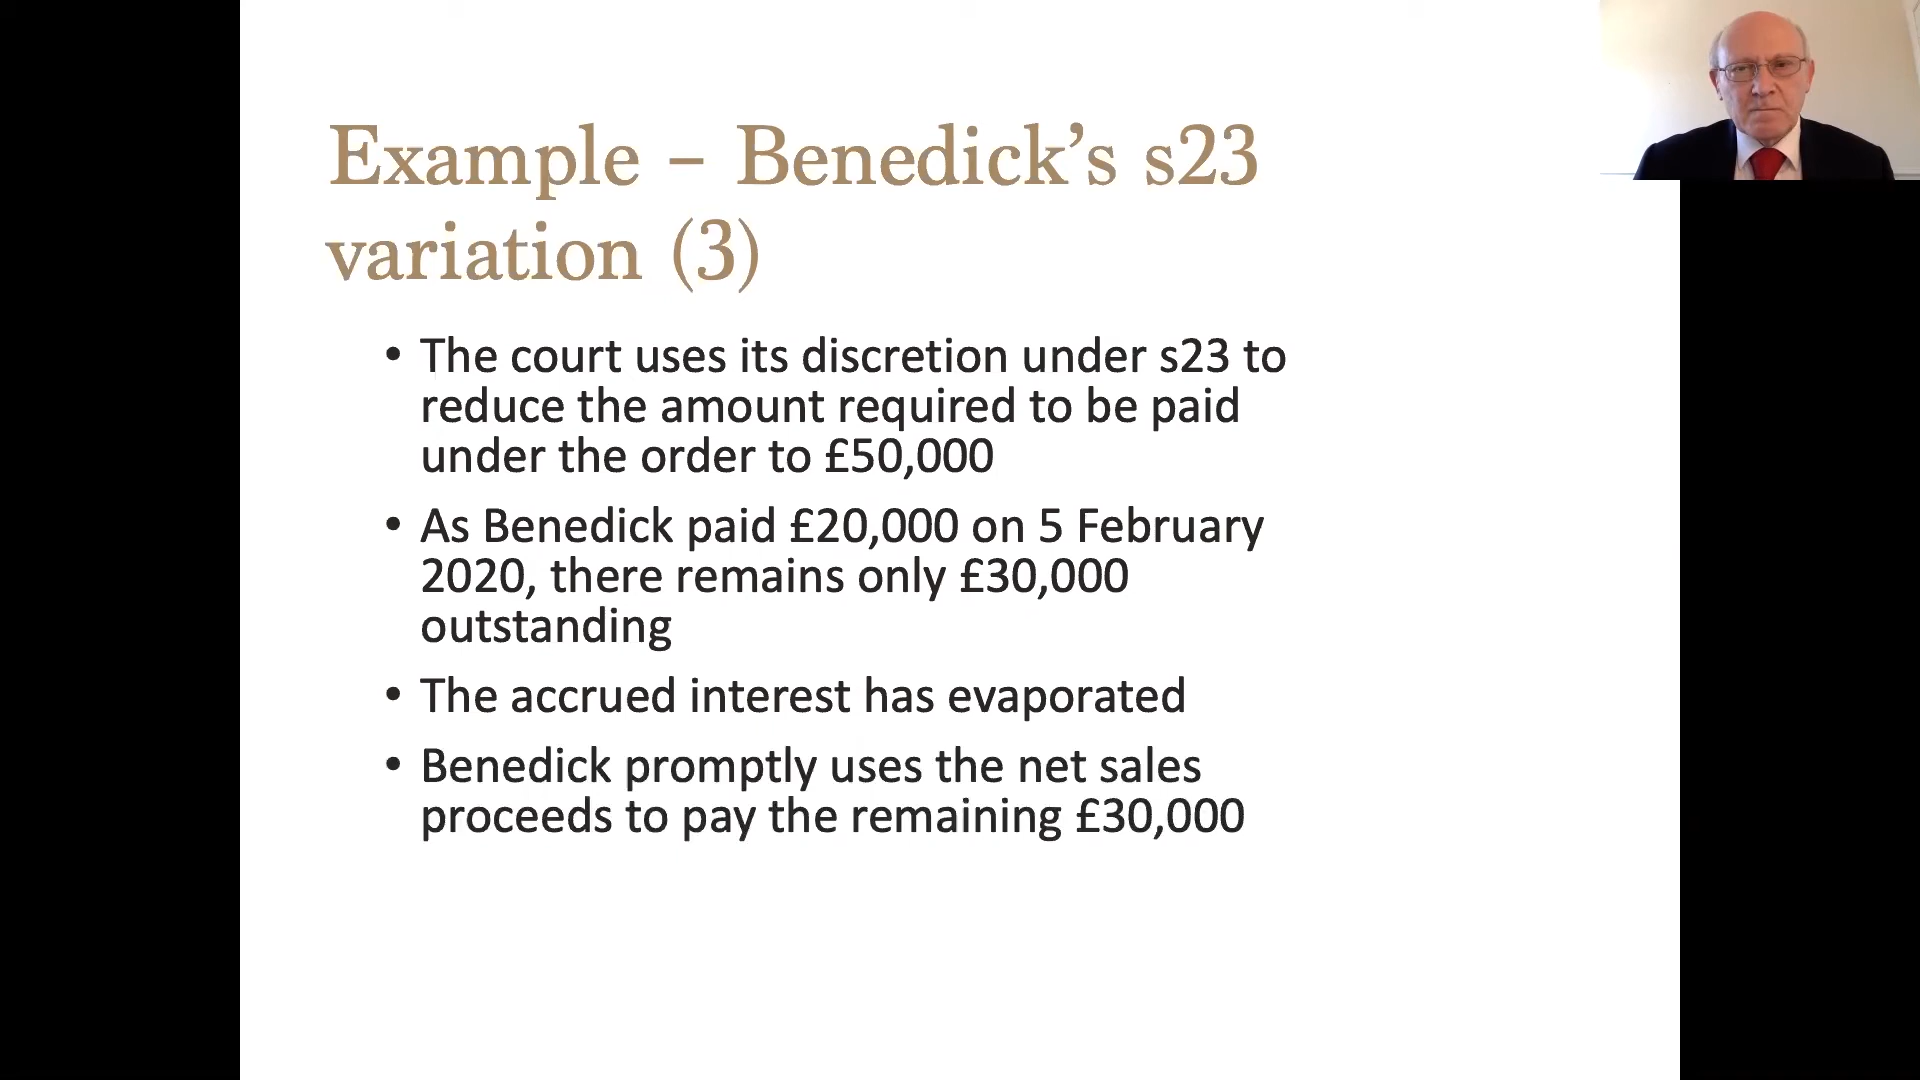 Example – Benedick’s s23
variation (3)
• The court uses its discretion under s23 to
reduce the amount required to be paid
under the order to £50,000
• As Benedick paid £20,000 on 5 February
2020, there remains only £30,000
outstanding
• The accrued interest has evaporated
• Benedick promptly uses the net sales
proceeds to pay the remaining £30,000